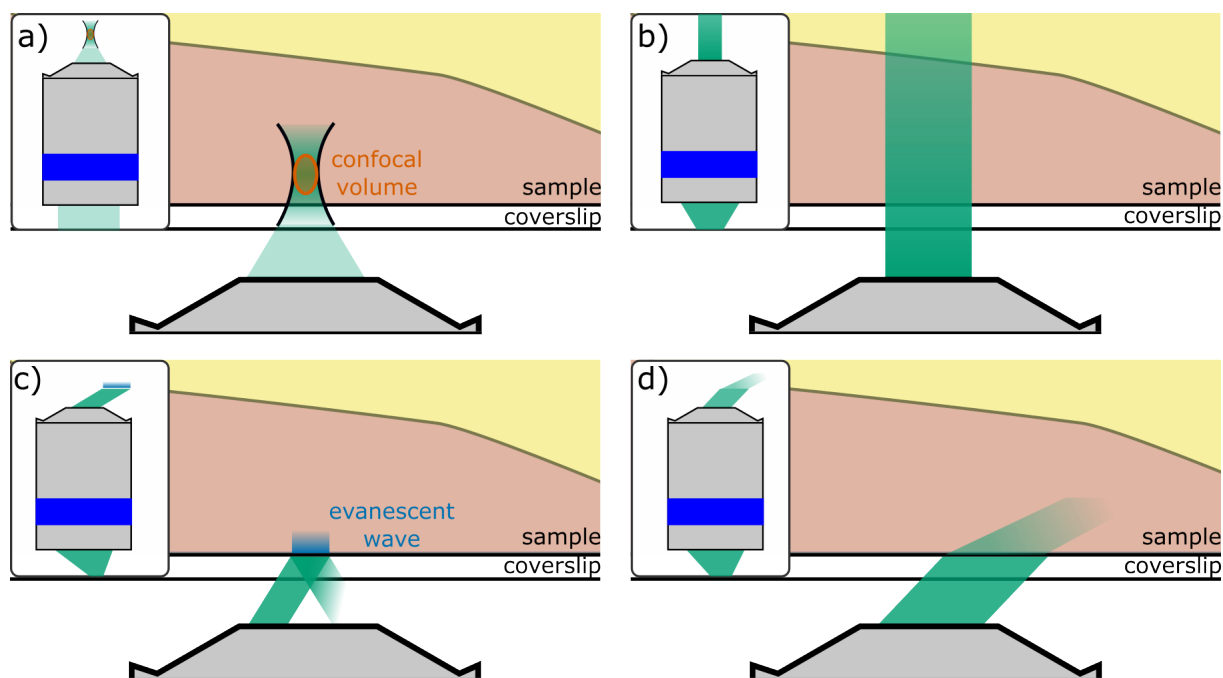 a)
confocal
volume
sample
coverslip
b)
sample
coverslip
c)
evanescent
wave
sample
coverslip
d)
sample
coverslip